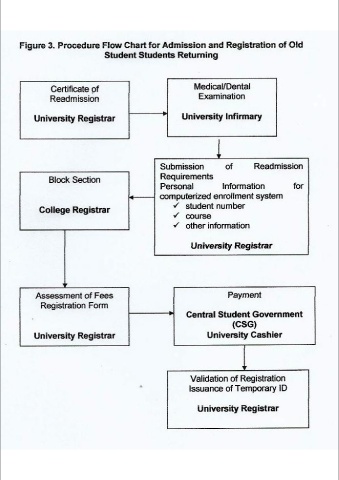 Figure 3. Procedure Flow Chart for Admission and Registration of Old
Student Students Returning
Certificate of
Readmission
University Registrar
Medical/Dental
Examination
University Infirmary
Submission of Readmission
Requirements
Personal Information for
computerized enrollment system
✓ student number
✓ course
✓ other information
University Registrar
Block Section
College Registrar
Assessment of Fees
Registration Form
University Registrar
Payment
Central Student Government
(CSG)
University Cashier
Validation of Registration
Issuance of Temporary ID
University Registrar